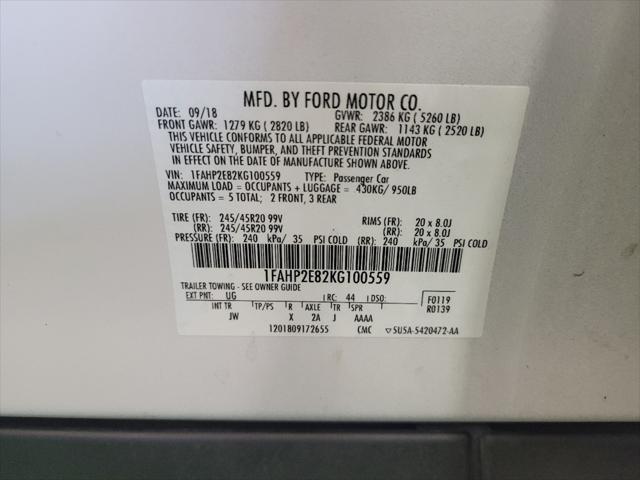 MFD. BY FORD MOTOR CO.
DATE: 09/18 GVWR: 2386 KG ( 5260 LB)
FRONT GAWR: 1279 KG ( 2820 LB) REAR GAWR: 1143 KG ( 2520 LB)
THIS VEHICLE CONFORMS TO ALL APPLICABLE FEDERAL MOTOR
VEHICLE SAFETY, BUMPER, AND THEFT PREVENTION STANDARDS
IN EFFECT ON THE DATE OF MANUFACTURE SHOWN ABOVE.
VIN: 1FAHP2E82KG100559 TYPE: Passenger Car
MAXIMUM LOAD = OCCUPANTS + LUGGAGE = 430KG/ 950LB
OCCUPANTS = 5 TOTAL; 2 FRONT, 3 REAR
TIRE (FR): 245/45R20 99V RIMS (FR): 20 x 8.0J
(RR): 245/45R20 99V (RR): 20 x 8.0J
PRESSURE (FR): 240 kPa/ 35 PSI COLD (RR): 240 kPa/ 35 PSI COLD
1FAHP2E82KG100559
TRAILER TOWING - SEE OWNER GUIDE
EXT PNT: UG RC: 44 DSO: F0119
INT TR TP/PS R AXLE TR SPR R0139
JW X 2A J AAAA
1201809172655 CMC ▽5U5A-5420472-AA